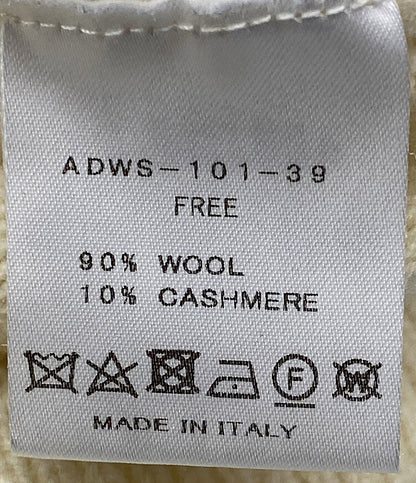 ADWS-101-39
FREE
90% WOOL
10% CASHMERE
F W
MADE IN ITALY